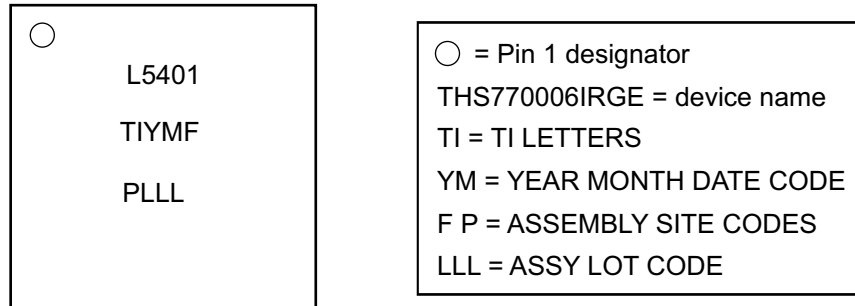 L5401
TIYMF
PLLL
= Pin 1 designator
THS770006IRGE = device name
TI = TI LETTERS
YM = YEAR MONTH DATE CODE
F P = ASSEMBLY SITE CODES
LLL = ASSY LOT CODE